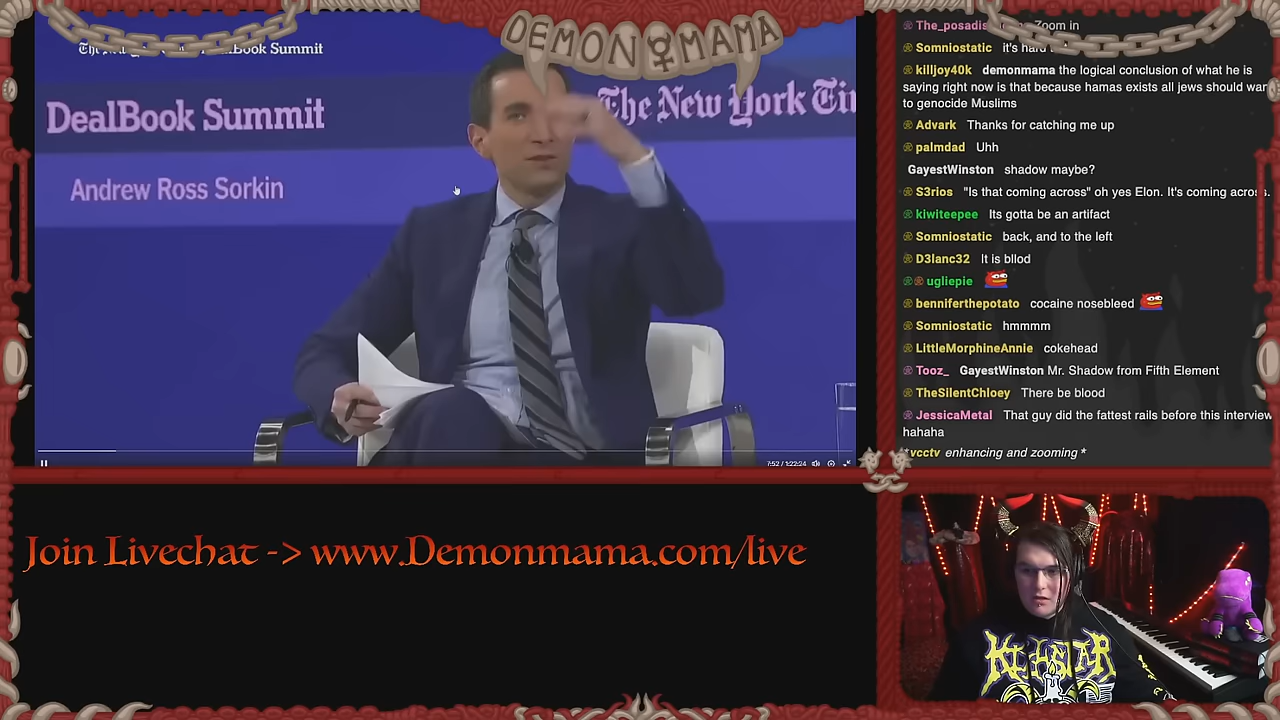 DEMON MAMA
DealBook Summit
The New York
Andrew Ross Sorkin
7:52 / 1:22:24
The_posadis Zoom in
Somniostatic it's hard
killjoy40k demonmama the logical conclusion of what he is
saying right now is that because hamas exists all jews should war
to genocide Muslims
Advark Thanks for catching me up
palmdad Uhh
GayestWinston shadow maybe?
S3rios "Is that coming across" oh yes Elon. It's coming across.
kiwiteepee Its gotta be an artifact
Somniostatic back, and to the left
D3lanc32 It is bllod
ugliepie
benniferthepotato cocaine nosebleed
Somniostatic hmmmm
LittleMorphineAnnie cokehead
Tooz_ GayestWinston Mr. Shadow from Fifth Element
TheSilentChloey There be blood
JessicaMetal That guy did the fattest rails before this interview
hahaha
*vcctv enhancing and zooming *
Join Livechat -> www.Demonmama.com/live